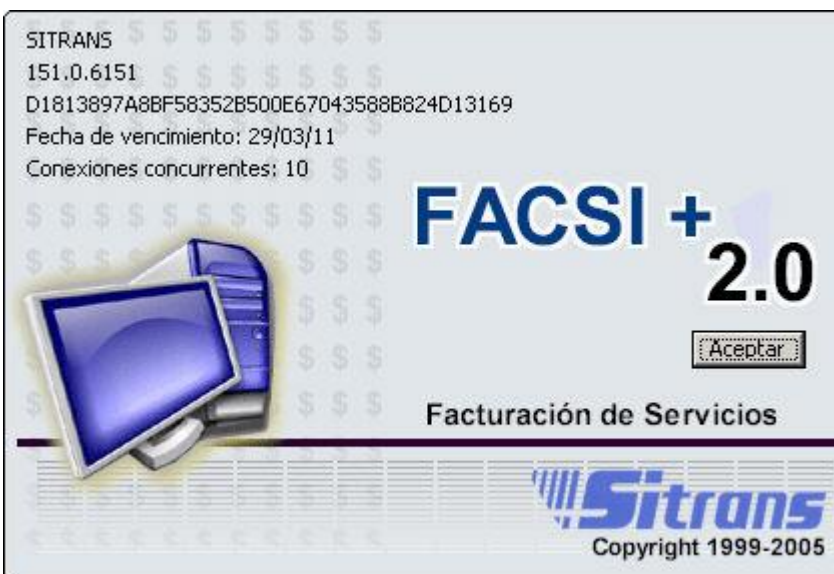 SITRANS
151.0.6151
D1813897A8BF58352B500E67043588B824D13169
Fecha de vencimiento: 29/03/11
Conexiones concurrentes: 10
FACSI +
2.0
Aceptar
Facturación de Servicios
Sitrans
Copyright 1999-2005